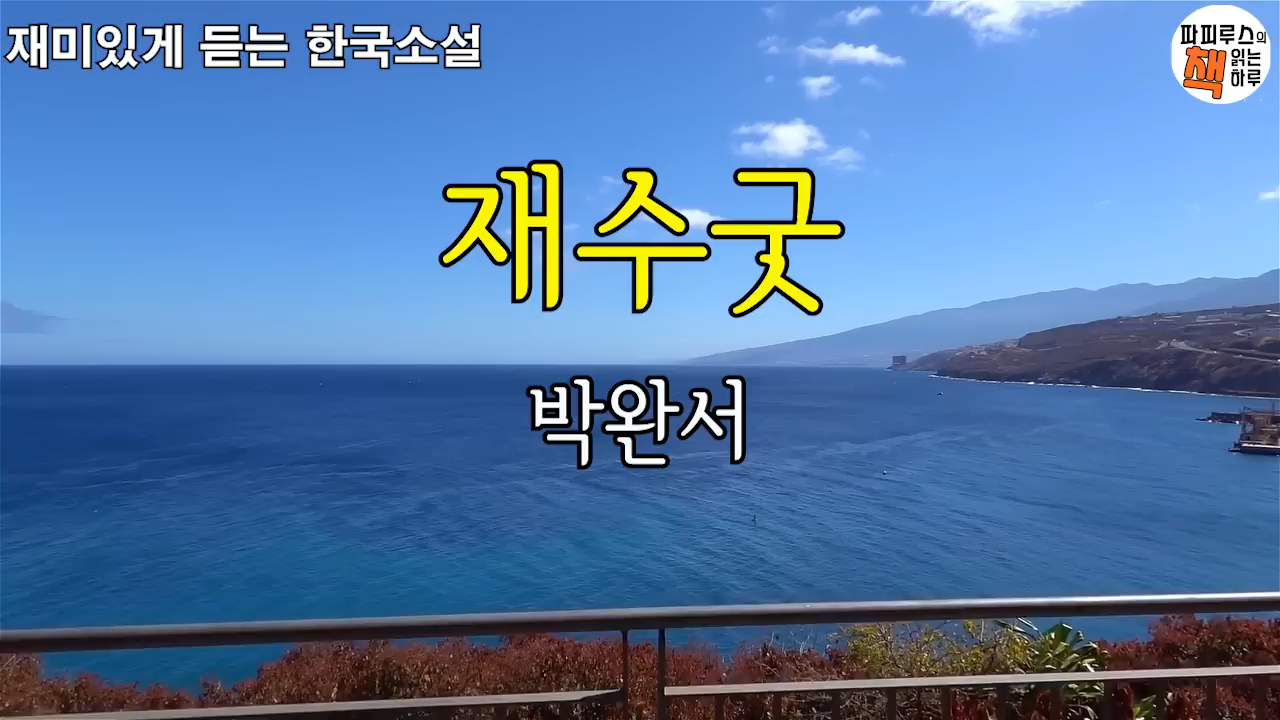 재미있게 듣는 한국소설
파피루스의
책 읽는
하루
재수굿
박완서